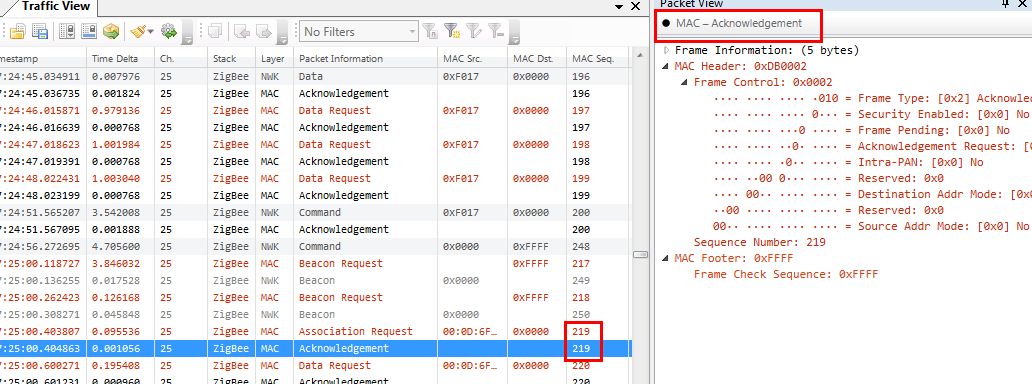 Traffic View
Packet View
No Filters
MAC – Acknowledgement
imestamp Time Delta Ch. Stack Layer Packet Information MAC Src. MAC Dst. MAC Seq.
7:24:45.034911 0.007976 25 ZigBee NWK Data 0xF017 0x0000 196
7:24:45.036735 0.001824 25 ZigBee MAC Acknowledgement 196
7:24:46.015871 0.979136 25 ZigBee MAC Data Request 0xF017 0x0000 197
7:24:46.016639 0.000768 25 ZigBee MAC Acknowledgement 197
7:24:47.018623 1.001984 25 ZigBee MAC Data Request 0xF017 0x0000 198
7:24:47.019391 0.000768 25 ZigBee MAC Acknowledgement 198
7:24:48.022431 1.003040 25 ZigBee MAC Data Request 0xF017 0x0000 199
7:24:48.023199 0.000768 25 ZigBee MAC Acknowledgement 199
7:24:51.565207 3.542008 25 ZigBee NWK Command 0xF017 0x0000 200
7:24:51.567095 0.001888 25 ZigBee MAC Acknowledgement 200
7:24:56.272695 4.705600 25 ZigBee NWK Command 0x0000 0xFFFF 248
7:25:00.118727 3.846032 25 ZigBee MAC Beacon Request 0xFFFF 217
7:25:00.136255 0.017528 25 ZigBee MAC Beacon 0x0000 249
7:25:00.262423 0.126168 25 ZigBee MAC Beacon Request 0xFFFF 218
7:25:00.308271 0.045848 25 ZigBee MAC Beacon 0x0000 250
7:25:00.403807 0.095536 25 ZigBee MAC Association Request 00:0D:6F... 0x0000 219
7:25:00.404863 0.001056 25 ZigBee MAC Acknowledgement 219
7:25:00.600271 0.195408 25 ZigBee MAC Data Request 00:0D:6F... 0x0000 220
7:25:00.601231 0.000960 25 ZigBee MAC Acknowledgement 220
Frame Information: (5 bytes)
MAC Header: 0xDB0002
Frame Control: 0x0002
···· ···· ···· ·010 = Frame Type: [0x2] Acknowled
···· ···· ···· 0··· = Security Enabled: [0x0] No
···· ···· ···0 ···· = Frame Pending: [0x0] No
···· ···· ··0· ···· = Acknowledgement Request: [0
···· ···· ·0·· ···· = Intra-PAN: [0x0] No
···· ··00 0··· ···· = Reserved: 0x0
···· 00·· ···· ···· = Destination Addr Mode: [0x0
··00 ···· ···· ···· = Reserved: 0x0
00·· ···· ···· ···· = Source Addr Mode: [0x0] No
Sequence Number: 219
MAC Footer: 0xFFFF
Frame Check Sequence: 0xFFFF